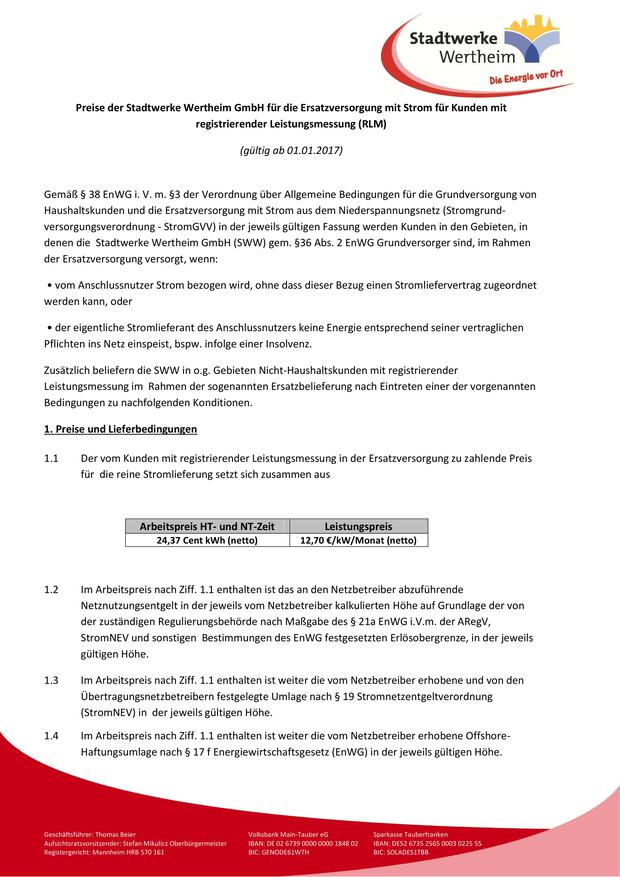 Stadtwerke
Wertheim
Die Energie vor Ort
Preise der Stadtwerke Wertheim GmbH für die Ersatzversorgung mit Strom für Kunden mit
registrierender Leistungsmessung (RLM)
(gültig ab 01.01.2017)
Gemäß § 38 EnWG i. V. m. §3 der Verordnung über Allgemeine Bedingungen für die Grundversorgung von
Haushaltskunden und die Ersatzversorgung mit Strom aus dem Niederspannungsnetz (Stromgrund-
versorgungsverordnung - StromGVV) in der jeweils gültigen Fassung werden Kunden in den Gebieten, in
denen die Stadtwerke Wertheim GmbH (SWW) gem. §36 Abs. 2 EnWG Grundversorger sind, im Rahmen
der Ersatzversorgung versorgt, wenn:
• vom Anschlussnutzer Strom bezogen wird, ohne dass dieser Bezug einen Stromliefervertrag zugeordnet
werden kann, oder
• der eigentliche Stromlieferant des Anschlussnutzers keine Energie entsprechend seiner vertraglichen
Pflichten ins Netz einspeist, bspw. infolge einer Insolvenz.
Zusätzlich beliefern die SWW in o.g. Gebieten Nicht-Haushaltskunden mit registrierender
Leistungsmessung im Rahmen der sogenannten Ersatzbelieferung nach Eintreten einer der vorgenannten
Bedingungen zu nachfolgenden Konditionen.
1. Preise und Lieferbedingungen
1.1 Der vom Kunden mit registrierender Leistungsmessung in der Ersatzversorgung zu zahlende Preis
für die reine Stromlieferung setzt sich zusammen aus
Arbeitspreis HT- und NT-Zeit Leistungspreis
24,37 Cent kWh (netto) 12,70 €/kW/Monat (netto)
1.2 Im Arbeitspreis nach Ziff. 1.1 enthalten ist das an den Netzbetreiber abzuführende
Netznutzungsentgelt in der jeweils vom Netzbetreiber kalkulierten Höhe auf Grundlage der von
der zuständigen Regulierungsbehörde nach Maßgabe des § 21a EnWG i.V.m. der ARegV,
StromNEV und sonstigen Bestimmungen des EnWG festgesetzten Erlösobergrenze, in der jeweils
gültigen Höhe.
1.3 Im Arbeitspreis nach Ziff. 1.1 enthalten ist weiter die vom Netzbetreiber erhobene und von den
Übertragungsnetzbetreibern festgelegte Umlage nach § 19 Stromnetzentgeltverordnung
(StromNEV) in der jeweils gültigen Höhe.
1.4 Im Arbeitspreis nach Ziff. 1.1 enthalten ist weiter die vom Netzbetreiber erhobene Offshore-
Haftungsumlage nach § 17 f Energiewirtschaftsgesetz (EnWG) in der jeweils gültigen Höhe.
Geschäftsführer: Thomas Beier
Aufsichtsratsvorsitzender: Stefan Mikulicz Oberbürgermeister
Registergericht: Mannheim HRB 570 161
Volksbank Main-Tauber eG
IBAN: DE 02 6739 0000 0000 1848 02
BIC: GENODE61WTH
Sparkasse Tauberfranken
IBAN: DE52 6735 2565 0003 0225 55
BIC: SOLADES1TBB